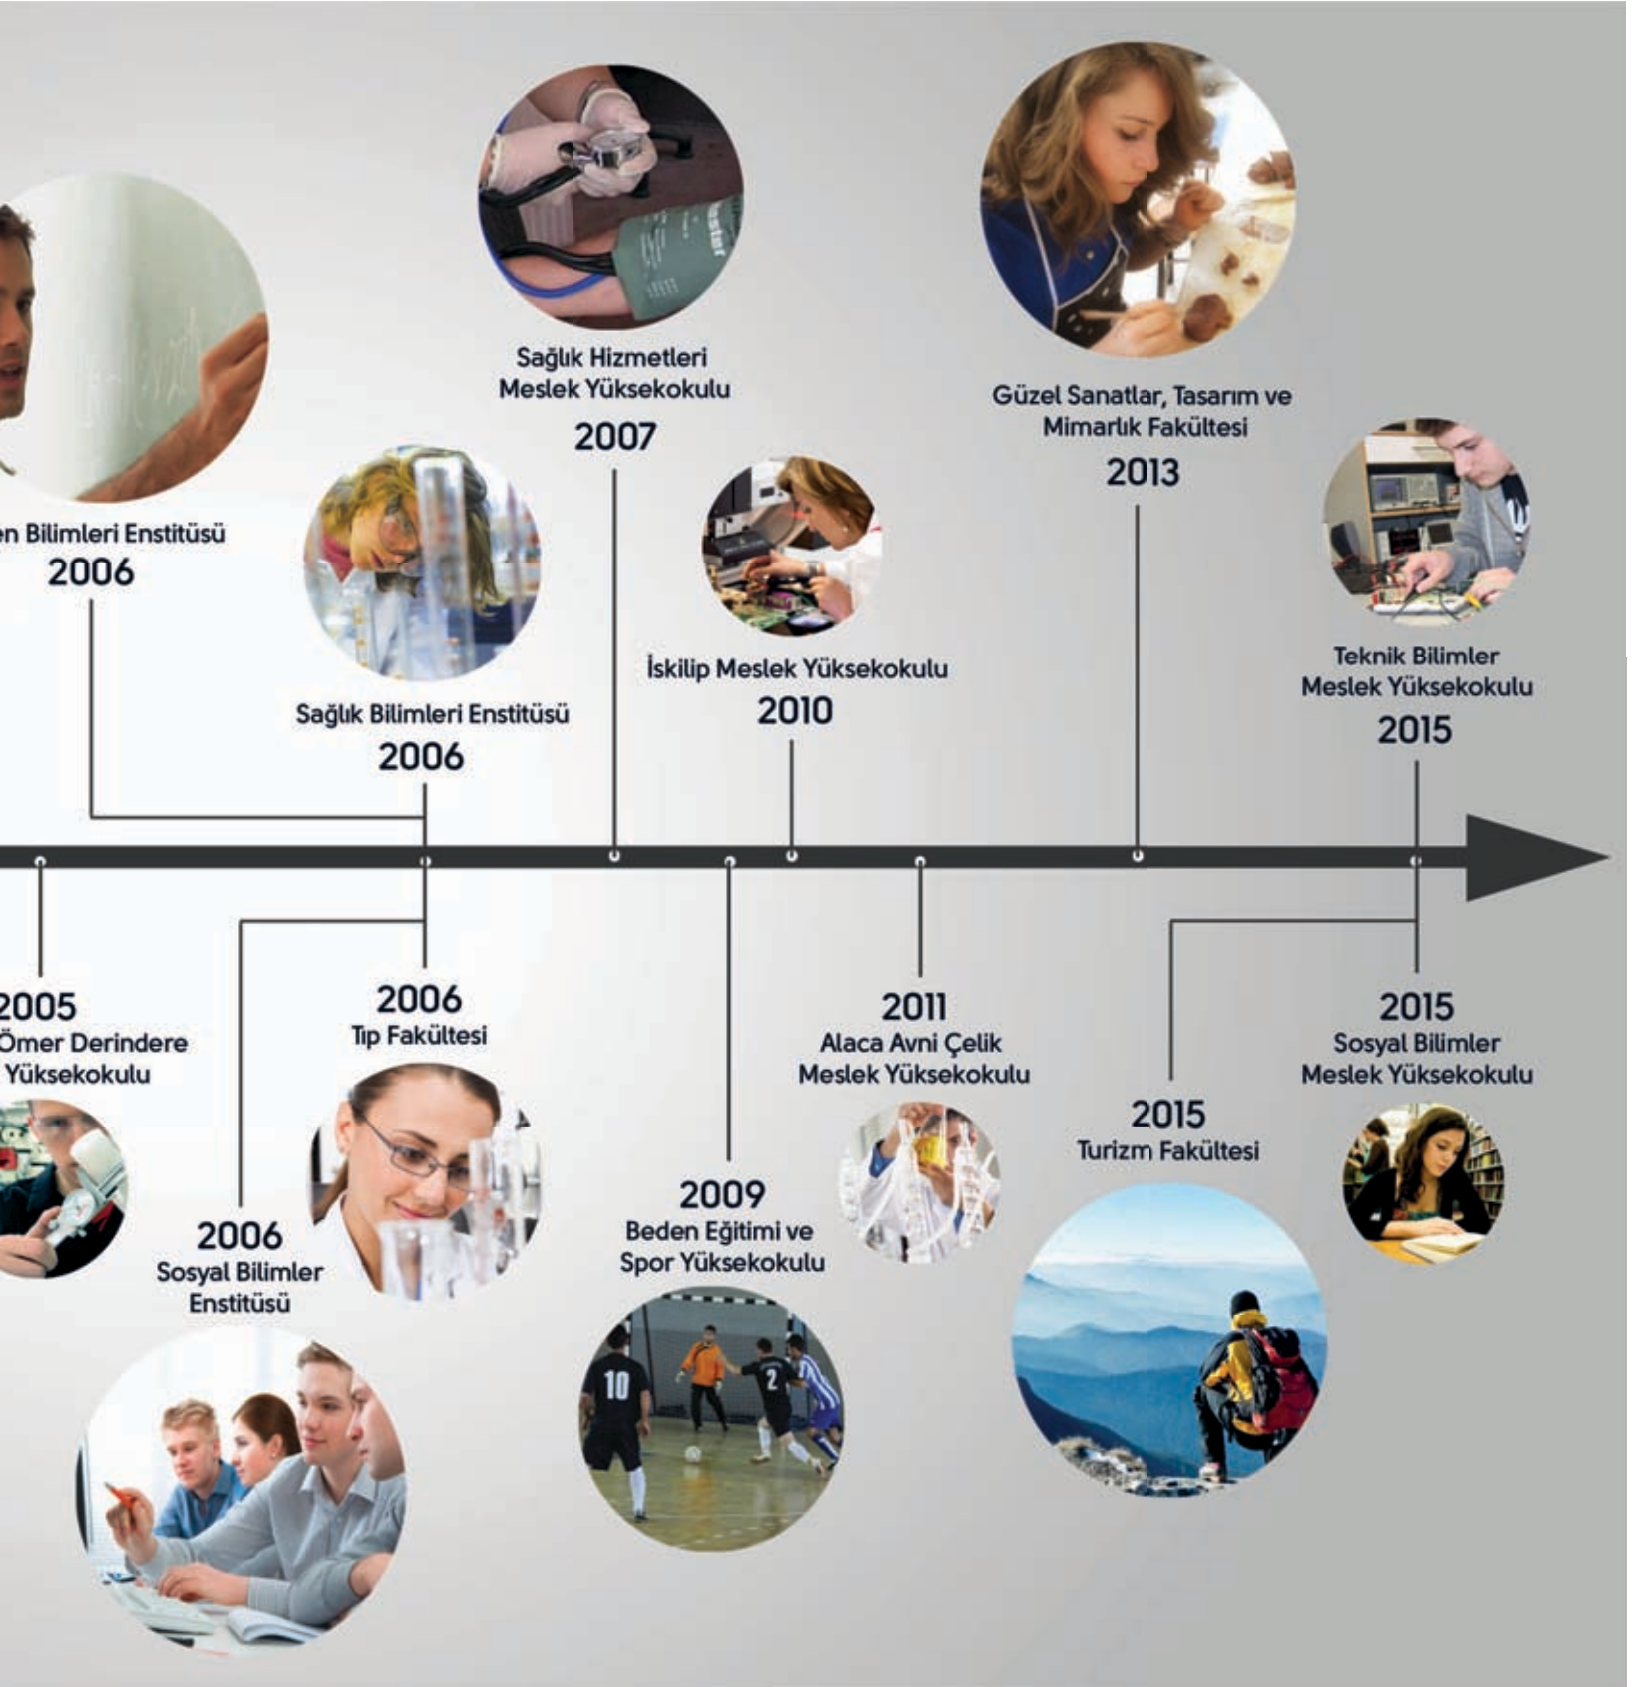 Sağlık Hizmetleri
Meslek Yüksekokulu
2007
Güzel Sanatlar, Tasarım ve
Mimarlık Fakültesi
2013
en Bilimleri Enstitüsü
2006
Sağlık Bilimleri Enstitüsü
2006
İskilip Meslek Yüksekokulu
2010
Teknik Bilimler
Meslek Yüksekokulu
2015
2005
Ömer Derindere
Yüksekokulu
2006
Tıp Fakültesi
2006
Sosyal Bilimler
Enstitüsü
2009
Beden Eğitimi ve
Spor Yüksekokulu
10
2
2011
Alaca Avni Çelik
Meslek Yüksekokulu
2015
Turizm Fakültesi
2015
Sosyal Bilimler
Meslek Yüksekokulu